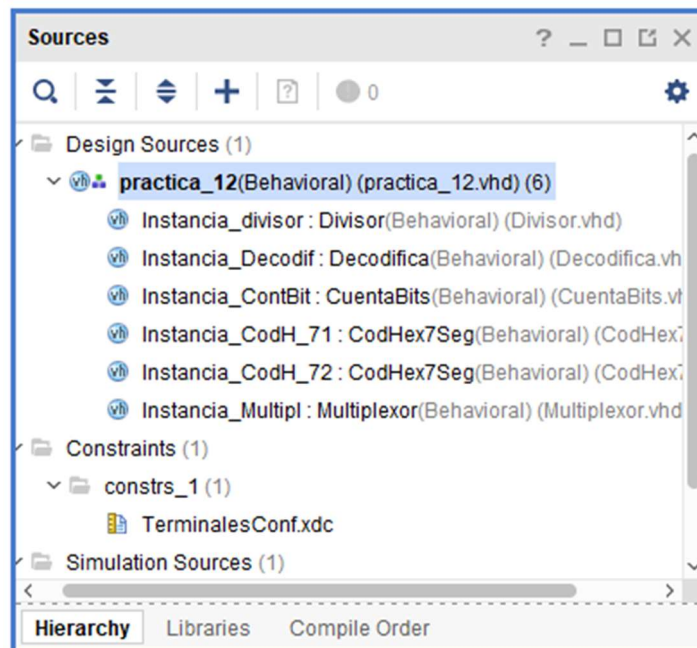 Sources
0
Design Sources (1)
practica_12(Behavioral) (practica_12.vhd) (6)
Instancia_divisor : Divisor(Behavioral) (Divisor.vhd)
Instancia_Decodif : Decodifica(Behavioral) (Decodifica.vh
Instancia_ContBit : CuentaBits(Behavioral) (CuentaBits.vh
Instancia_CodH_71 : CodHex7Seg(Behavioral) (CodHex7
Instancia_CodH_72 : CodHex7Seg(Behavioral) (CodHex7
Instancia_Multipl : Multiplexor(Behavioral) (Multiplexor.vhd
Constraints (1)
constrs_1 (1)
TerminalesConf.xdc
Simulation Sources (1)
Hierarchy Libraries Compile Order